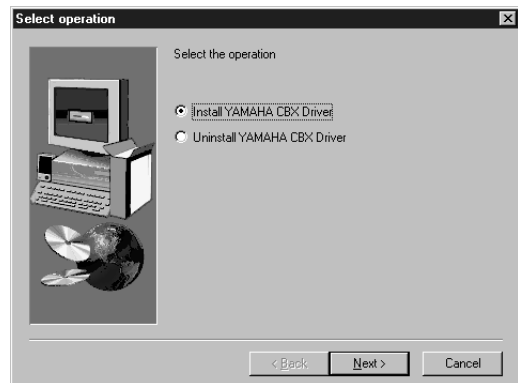 Select operation
Select the operation
Install YAMAHA CBX Driver
Uninstall YAMAHA CBX Driver
< Back
Next >
Cancel